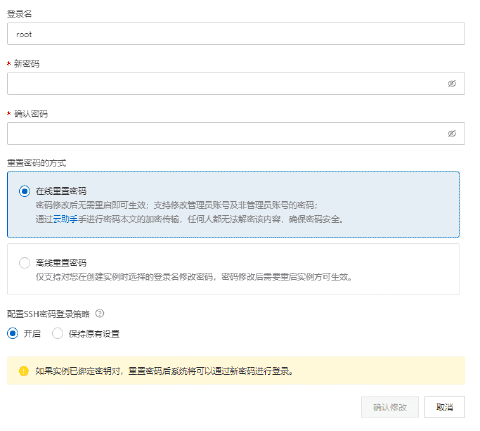 登录名
root
* 新密码
* 确认密码
重置密码的方式
在线重置密码
密码修改后无需重启即可生效；支持修改管理员账号及非管理员账号的密码；
通过云助手手进行密码本文的加密传输，任何人都无法解密该内容，确保密码安全。
离线重置密码
仅支持对您在创建实例时选择的登录名修改密码，密码修改后需要重启实例方可生效。
配置SSH密码登录策略
开启 保持原有设置
如果实例已绑定密钥对，重置密码后系统将可以通过新密码进行登录。
确认修改 取消